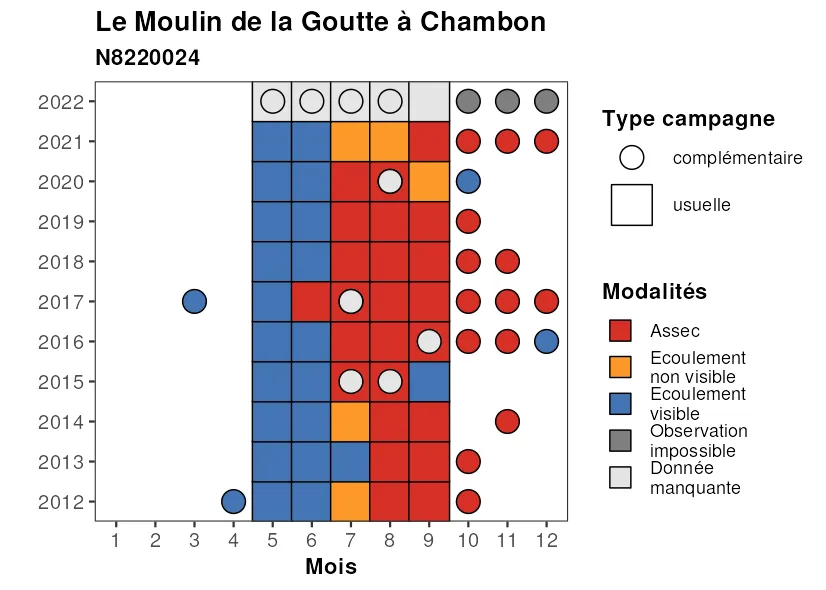 Le Moulin de la Goutte à Chambon
N8220024
2022
2021
2020
2019
2018
2017
2016
2015
2014
2013
2012
1 2 3 4 5 6 7 8 9 10 11 12
Mois
Type campagne
complémentaire
usuelle
Modalités
Assec
Ecoulement
non visible
Ecoulement
visible
Observation
impossible
Donnée
manquante